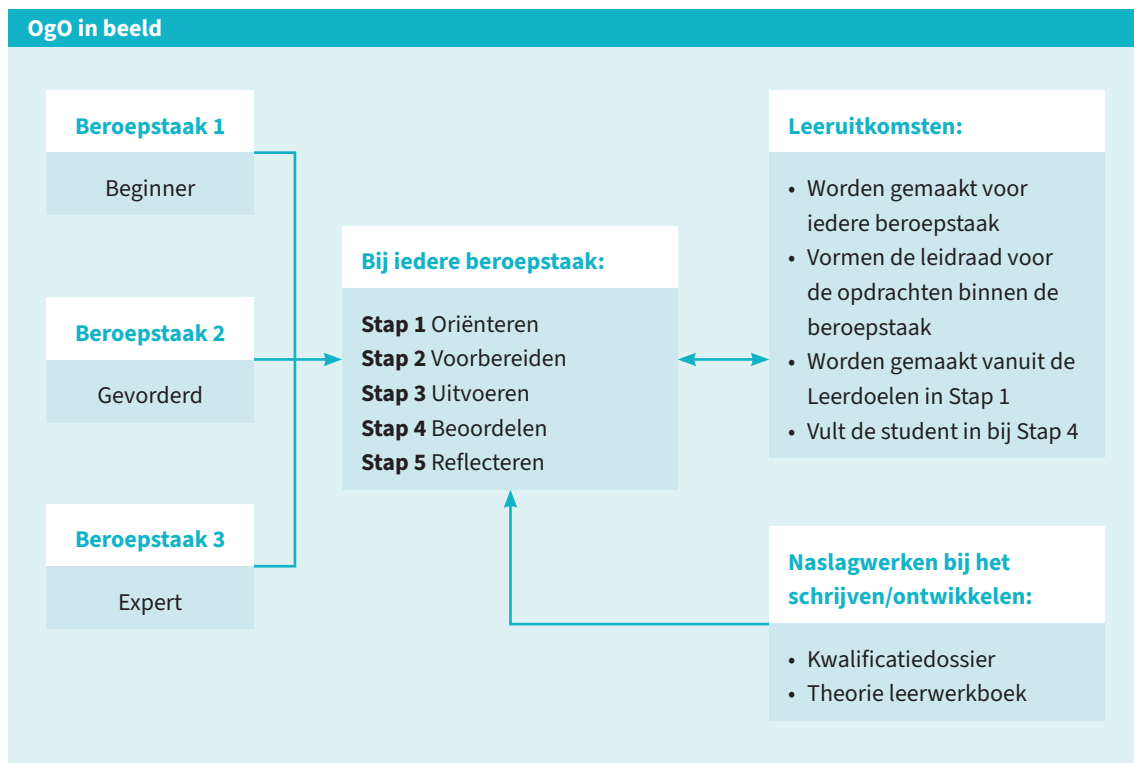 OgO in beeld
Beroepstaak 1
Beginner
Beroepstaak 2
Gevorderd
Beroepstaak 3
Expert
Bij iedere beroepstaak:
Stap 1 Oriënteren
Stap 2 Voorbereiden
Stap 3 Uitvoeren
Stap 4 Beoordelen
Stap 5 Reflecteren
Leeruitkomsten:
• Worden gemaakt voor
iedere beroepstaak
• Vormen de leidraad voor
de opdrachten binnen de
beroepstaak
• Worden gemaakt vanuit de
Leerdoelen in Stap 1
• Vult de student in bij Stap 4
Naslagwerken bij het
schrijven/ontwikkelen:
• Kwalificatiedossier
• Theorie leerwerkboek